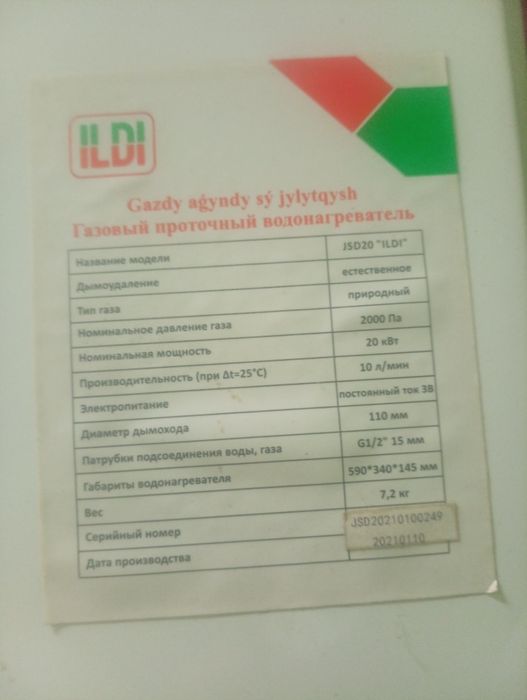 ILDI
Gazdy aǵyndy sý jylytqysh
Газовый проточный водонагреватель
Название модели JSD20 "ILDI"
Дымоудаление естественное
Тип газа природный
Номинальное давление газа 2000 Па
Номинальная мощность 20 кВт
Производительность (при Δt=25°C) 10 л/мин
Электропитание постоянный ток 3В
Диаметр дымохода 110 мм
Патрубки подсоединения воды, газа G1/2" 15 мм
Габариты водонагревателя 590*340*145 мм
Вес 7,2 кг
Серийный номер JSD20210100249
Дата производства 20210110